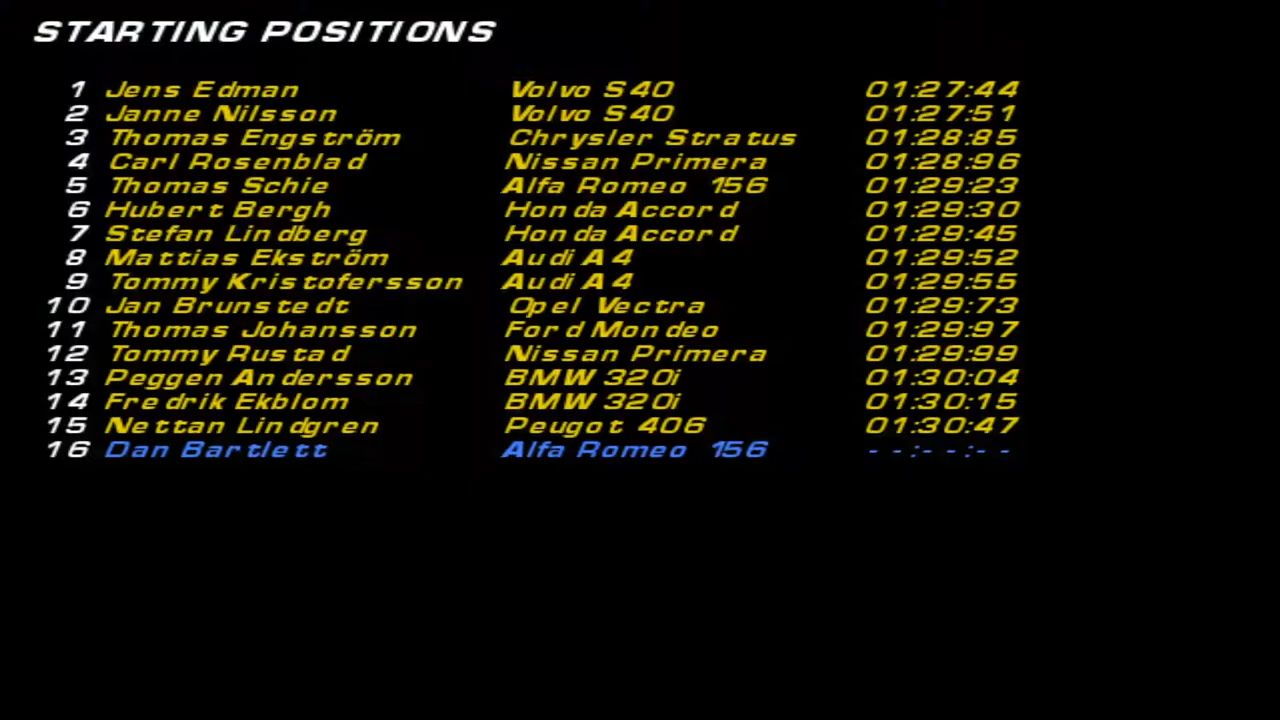 STARTING POSITIONS
1 Jens Edman Volvo S40 01:27:44
2 Janne Nilsson Volvo S40 01:27:51
3 Thomas Engström Chrysler Stratus 01:28:85
4 Carl Rosenblad Nissan Primera 01:28:96
5 Thomas Schie Alfa Romeo 156 01:29:23
6 Hubert Bergh Honda Accord 01:29:30
7 Stefan Lindberg Honda Accord 01:29:45
8 Mattias Ekström Audi A4 01:29:52
9 Tommy Kristofersson Audi A4 01:29:55
10 Jan Brunstedt Opel Vectra 01:29:73
11 Thomas Johansson Ford Mondeo 01:29:97
12 Tommy Rustad Nissan Primera 01:29:99
13 Peggen Andersson BMW 320i 01:30:04
14 Fredrik Ekblom BMW 320i 01:30:15
15 Nettan Lindgren Peugot 406 01:30:47
16 Dan Bartlett Alfa Romeo 156 --:--:--